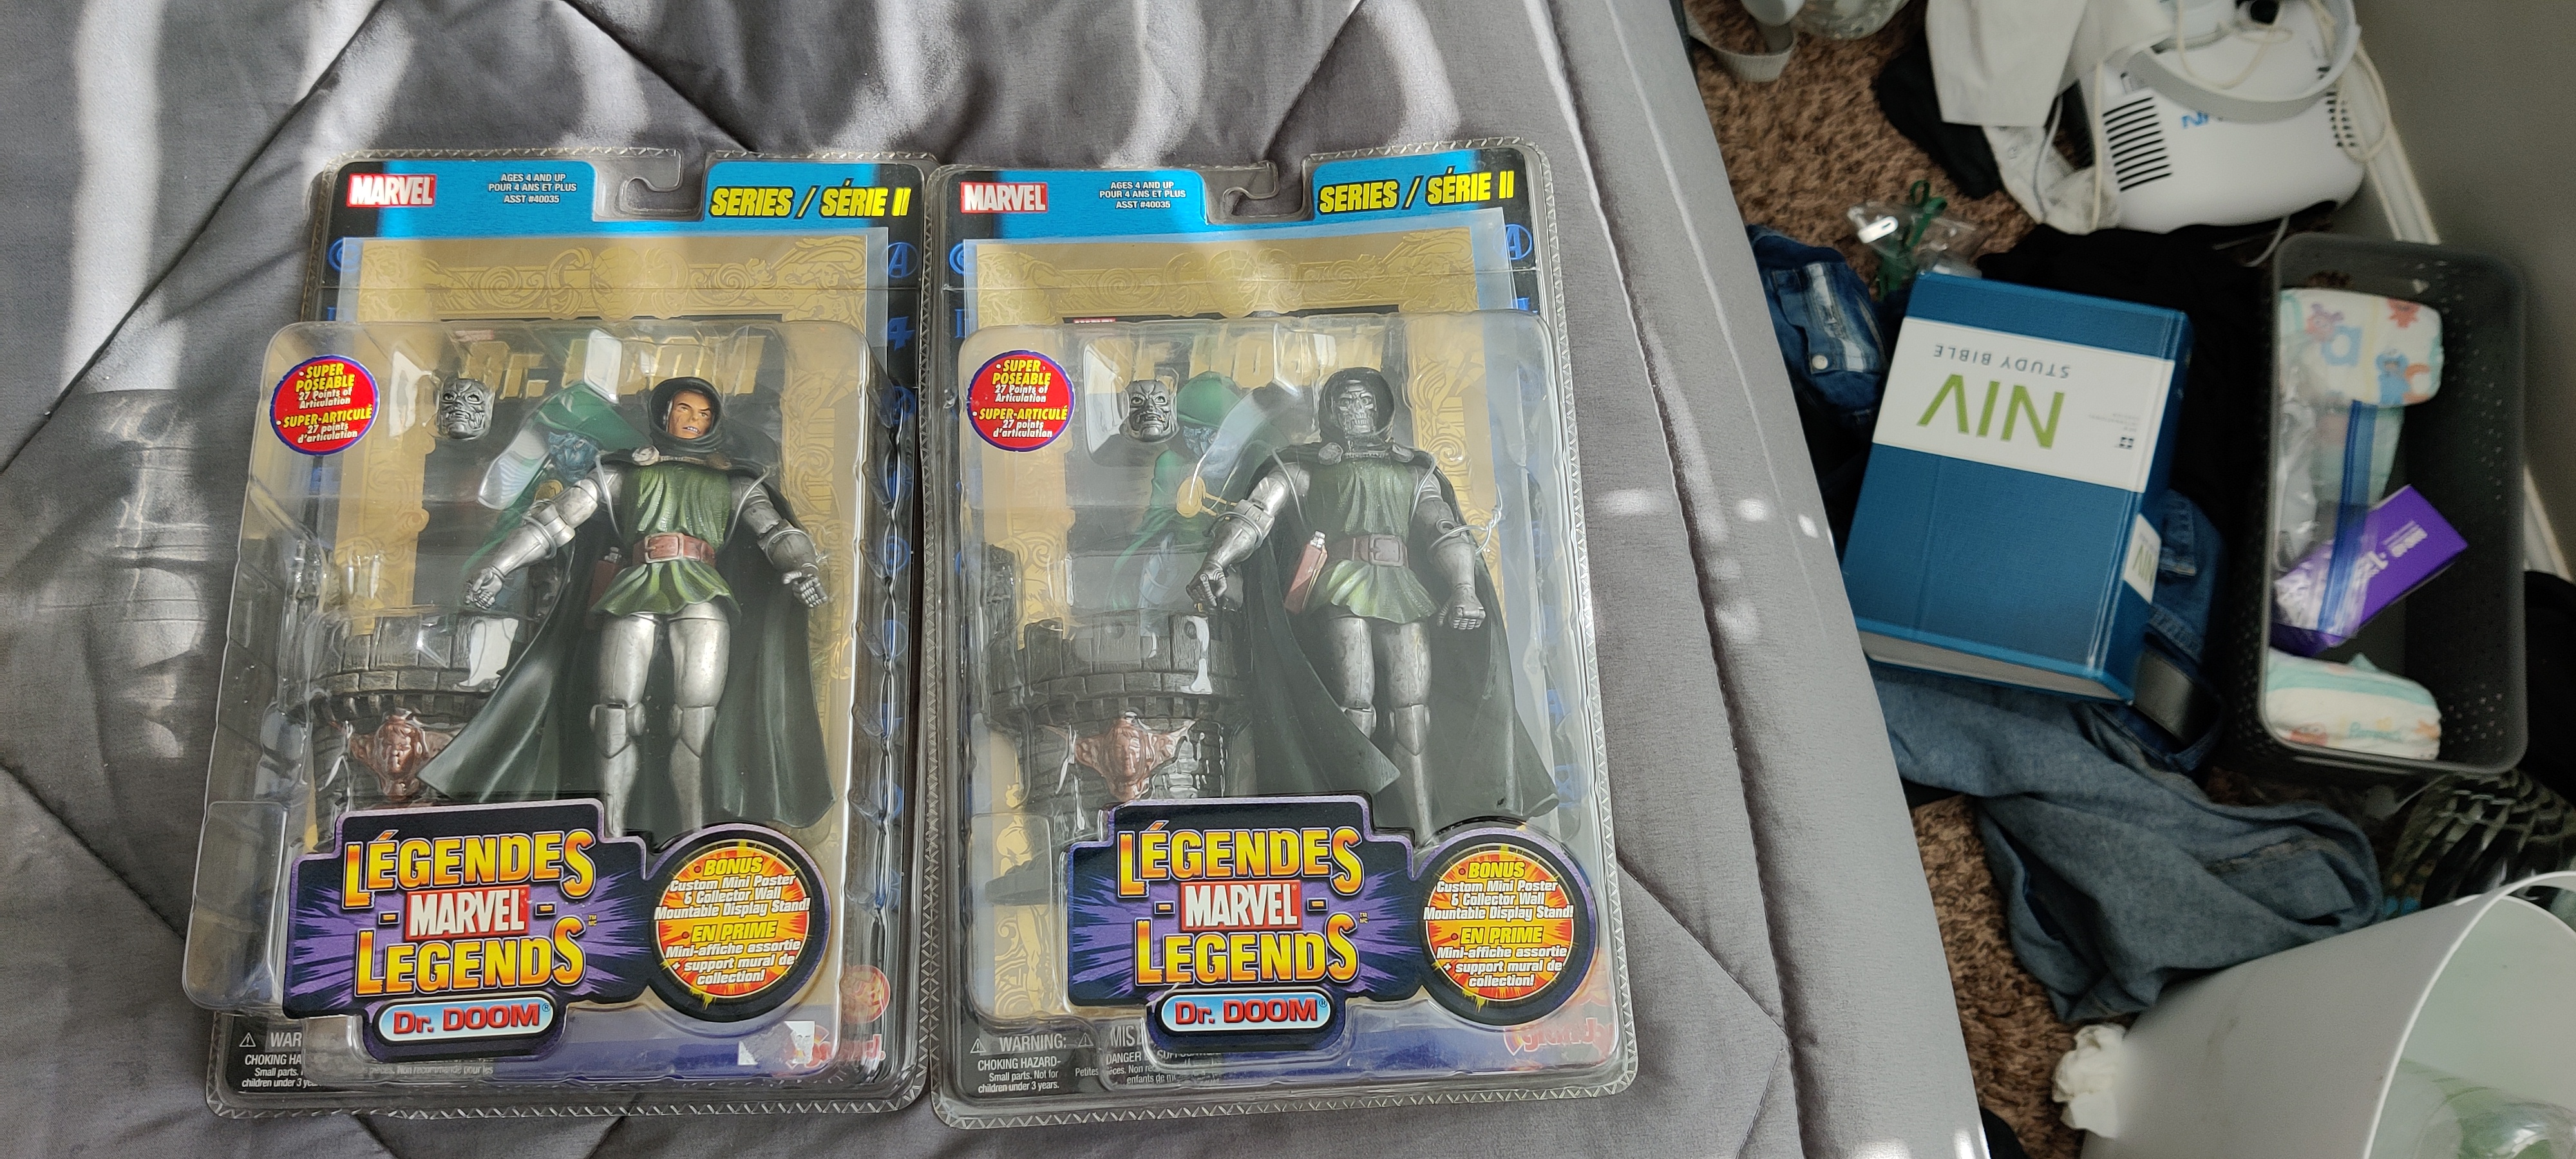 MARVEL
AGES 4 AND UP
POUR 4 ANS ET PLUS
ASST #40035
SERIES / SÉRIE II
• SUPER
POSEABLE
27 Points of
Articulation
• SUPER-ARTICULÉ
27 points
d'articulation
LÉGENDES
- MARVEL -
LEGENDS
Dr. DOOM®
• BONUS
Custom Mini Poster
& Collector Wall
Mountable Display Stand!
• EN PRIME
Mini-affiche assortie
+ support mural de
collection!
CHOKING HA
Small parts.
children under 3
MARVEL
AGES 4 AND UP
POUR 4 ANS ET PLUS
ASST #40035
SERIES / SÉRIE II
• SUPER
POSEABLE
27 Points of
Articulation
• SUPER-ARTICULÉ
27 points
d'articulation
LÉGENDES
- MARVEL -
LEGENDS
Dr. DOOM®
• BONUS
Custom Mini Poster
& Collector Wall
Mountable Display Stand!
• EN PRIME
Mini-affiche assortie
+ support mural de
collection!
WARNING:
CHOKING HAZARD-
Small parts. Not for
children under 3 years.
NIV
STUDY BIBLE
NIV